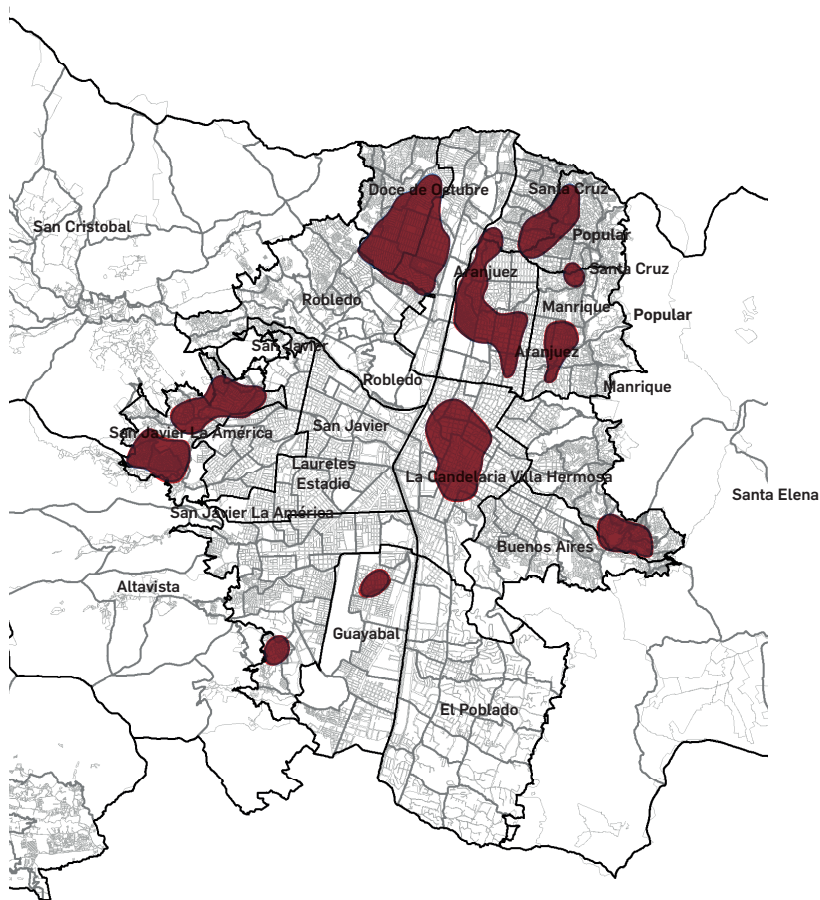 Doce de Octubre
Santa Cruz
San Cristobal
Popular
Aranjuez
Santa Cruz
Robledo
Manrique
Popular
San Javier
Aranjuez
Robledo
Manrique
San Javier
San Javier La América
Laureles
Estadio
La Candelaria Villa Hermosa
Santa Elena
San Javier La América
Buenos Aires
Altavista
Guayabal
El Poblado